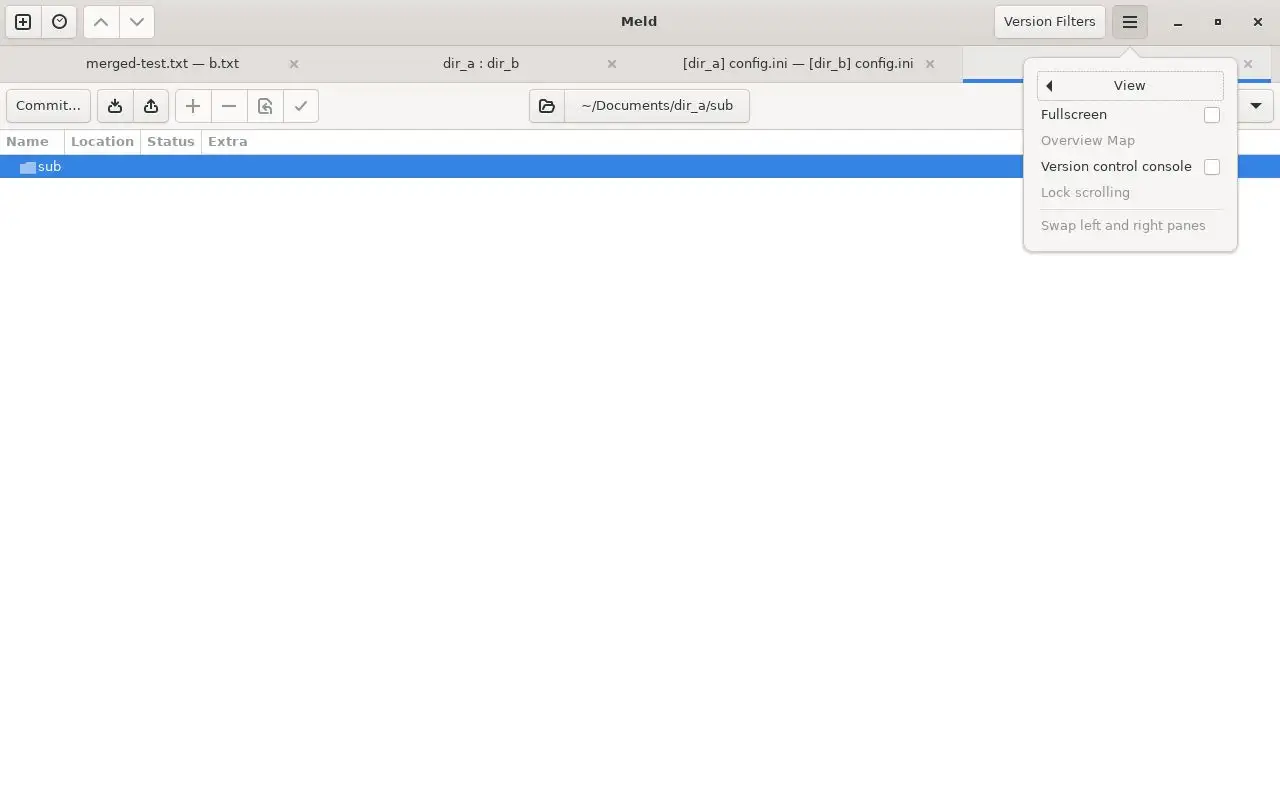 Meld
Version Filters
merged-test.txt — b.txt
dir_a : dir_b
[dir_a] config.ini — [dir_b] config.ini
Commit...
~/Documents/dir_a/sub
View
Fullscreen
Overview Map
Version control console
Lock scrolling
Swap left and right panes
Name Location Status Extra
sub